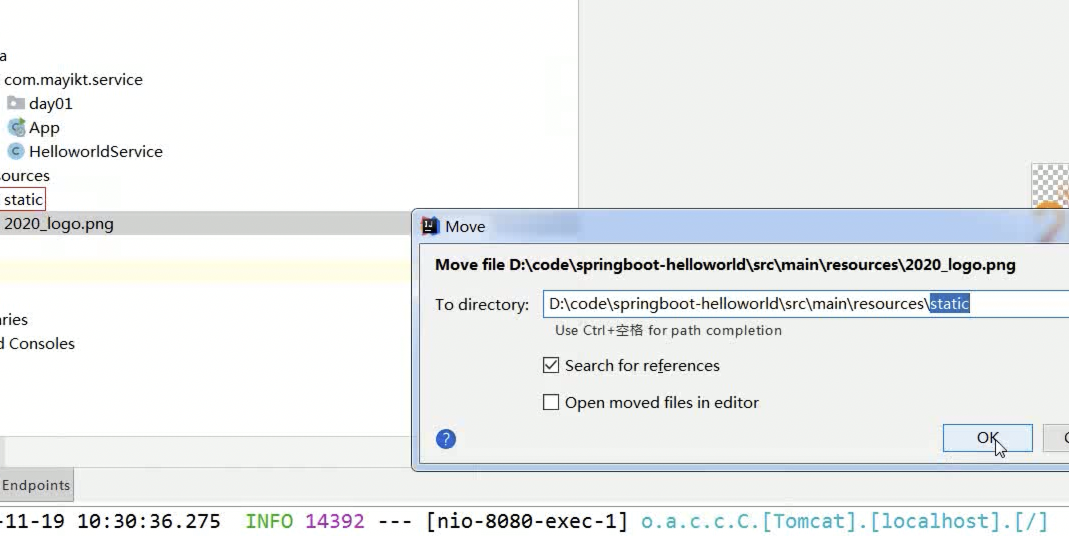 a
com.mayikt.service
day01
App
HelloworldService
sources
static
2020_logo.png
Move
Move file D:\code\springboot-helloworld\src\main\resources\2020_logo.png
To directory: D:\code\springboot-helloworld\src\main\resources\static
Use Ctrl+空格 for path completion
Search for references
Open moved files in editor
? OK C
ries
d Consoles
Endpoints
-11-19 10:30:36.275 INFO 14392 --- [nio-8080-exec-1] o.a.c.c.C.[Tomcat].[localhost].[/]